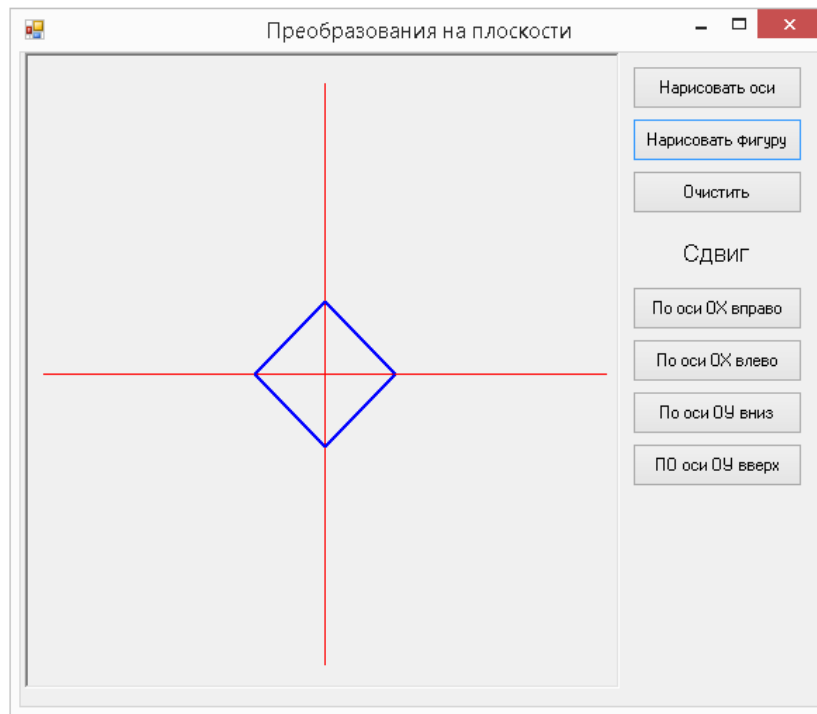 Преобразования на плоскости
Нарисовать оси
Нарисовать фигуру
Очистить
Сдвиг
По оси ОХ вправо
По оси ОХ влево
По оси ОУ вниз
ПО оси ОУ вверх